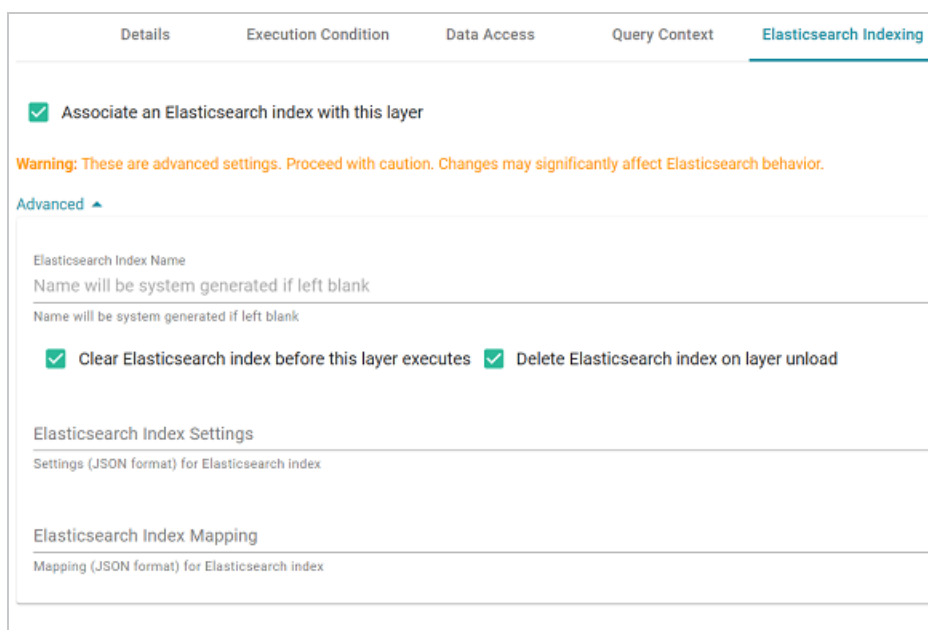 Details Execution Condition Data Access Query Context Elasticsearch Indexing
Associate an Elasticsearch index with this layer
Warning: These are advanced settings. Proceed with caution. Changes may significantly affect Elasticsearch behavior.
Advanced
Elasticsearch Index Name
Name will be system generated if left blank
Name will be system generated if left blank
Clear Elasticsearch index before this layer executes Delete Elasticsearch index on layer unload
Elasticsearch Index Settings
Settings (JSON format) for Elasticsearch index
Elasticsearch Index Mapping
Mapping (JSON format) for Elasticsearch index